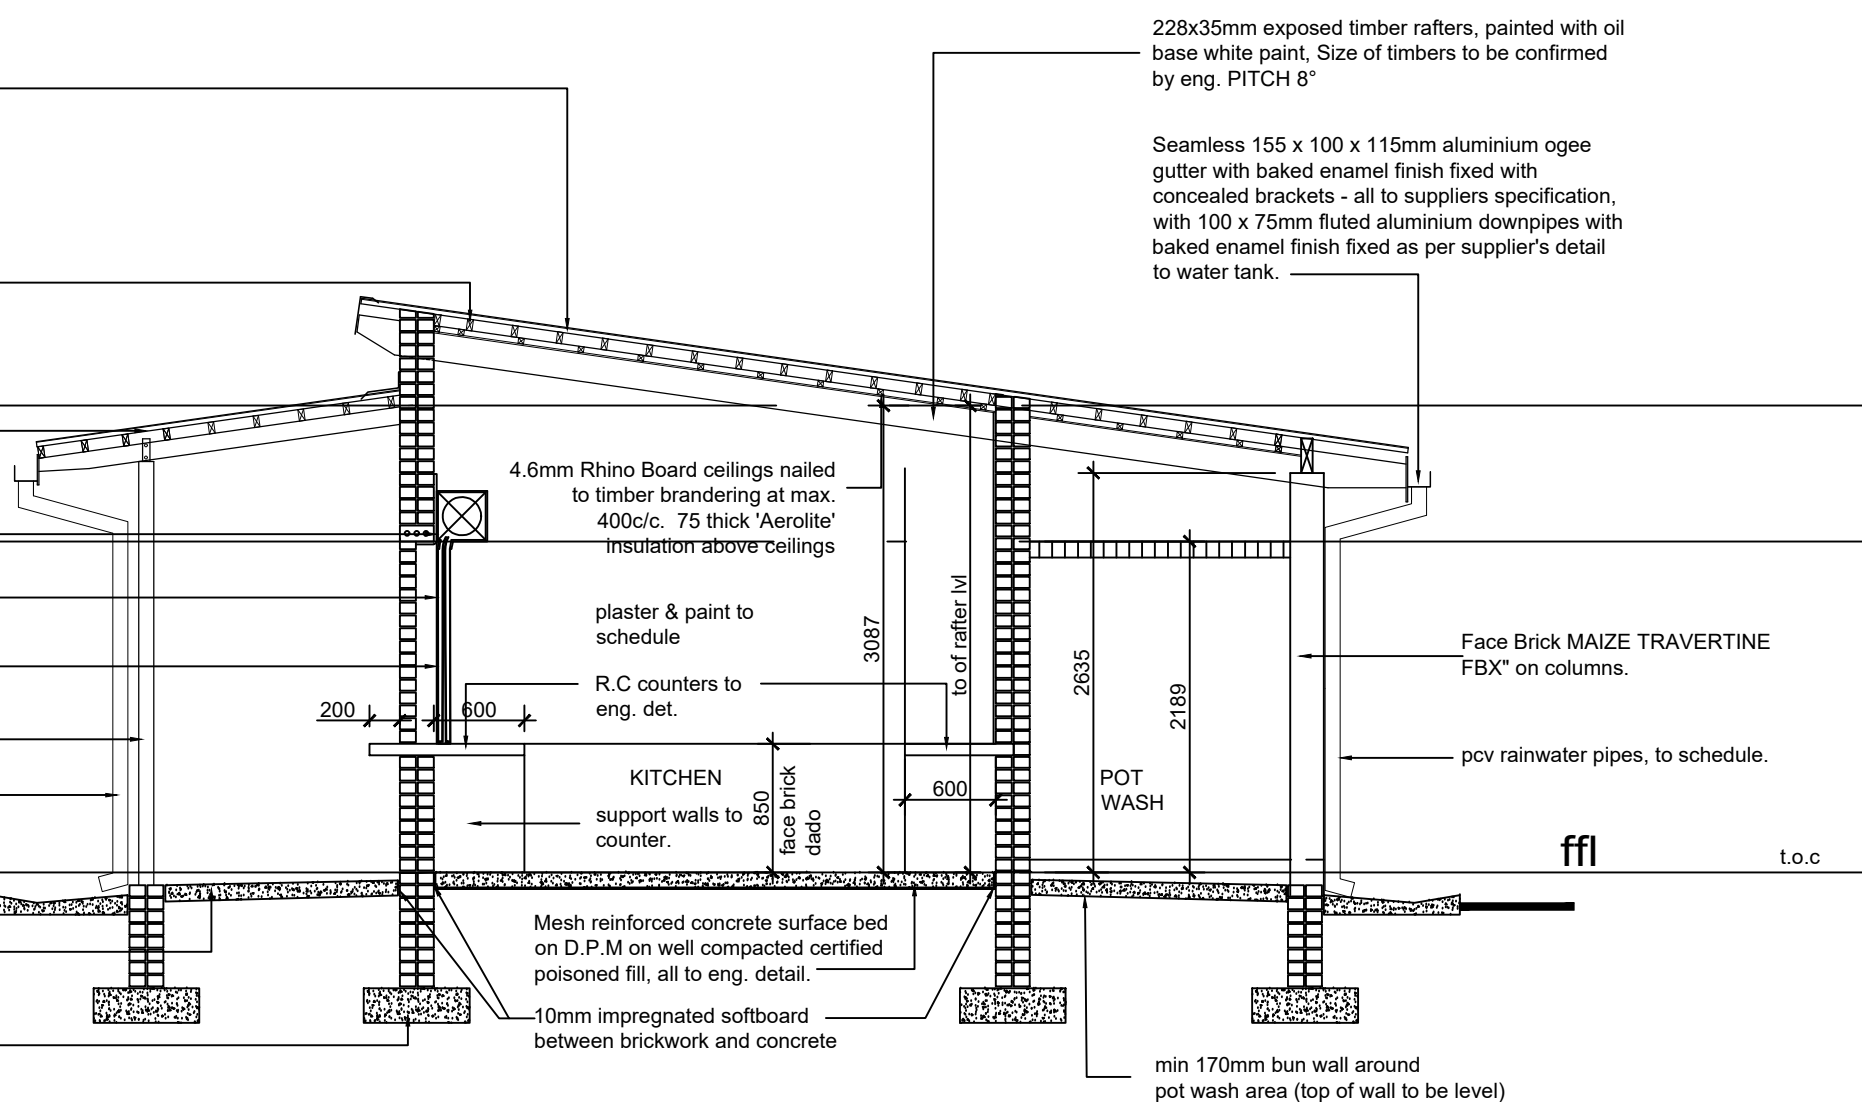 228x35mm exposed timber rafters, painted with oil
base white paint, Size of timbers to be confirmed
by eng. PITCH 8°
Seamless 155 x 100 x 115mm aluminium ogee
gutter with baked enamel finish fixed with
concealed brackets - all to suppliers specification,
with 100 x 75mm fluted aluminium downpipes with
baked enamel finish fixed as per supplier's detail
to water tank.
4.6mm Rhino Board ceilings nailed
to timber brandering at max.
400c/c. 75 thick 'Aerolite'
insulation above ceilings
plaster & paint to
schedule
3087
to of rafter lvl
2635
2189
Face Brick MAIZE TRAVERTINE
FBX" on columns.
R.C counters to
eng. det.
200
600
KITCHEN
support walls to
counter.
850
face brick
dado
600
POT
WASH
pcv rainwater pipes, to schedule.
ffl
t.o.c
Mesh reinforced concrete surface bed
on D.P.M on well compacted certified
poisoned fill, all to eng. detail.
10mm impregnated softboard
between brickwork and concrete
min 170mm bun wall around
pot wash area (top of wall to be level)